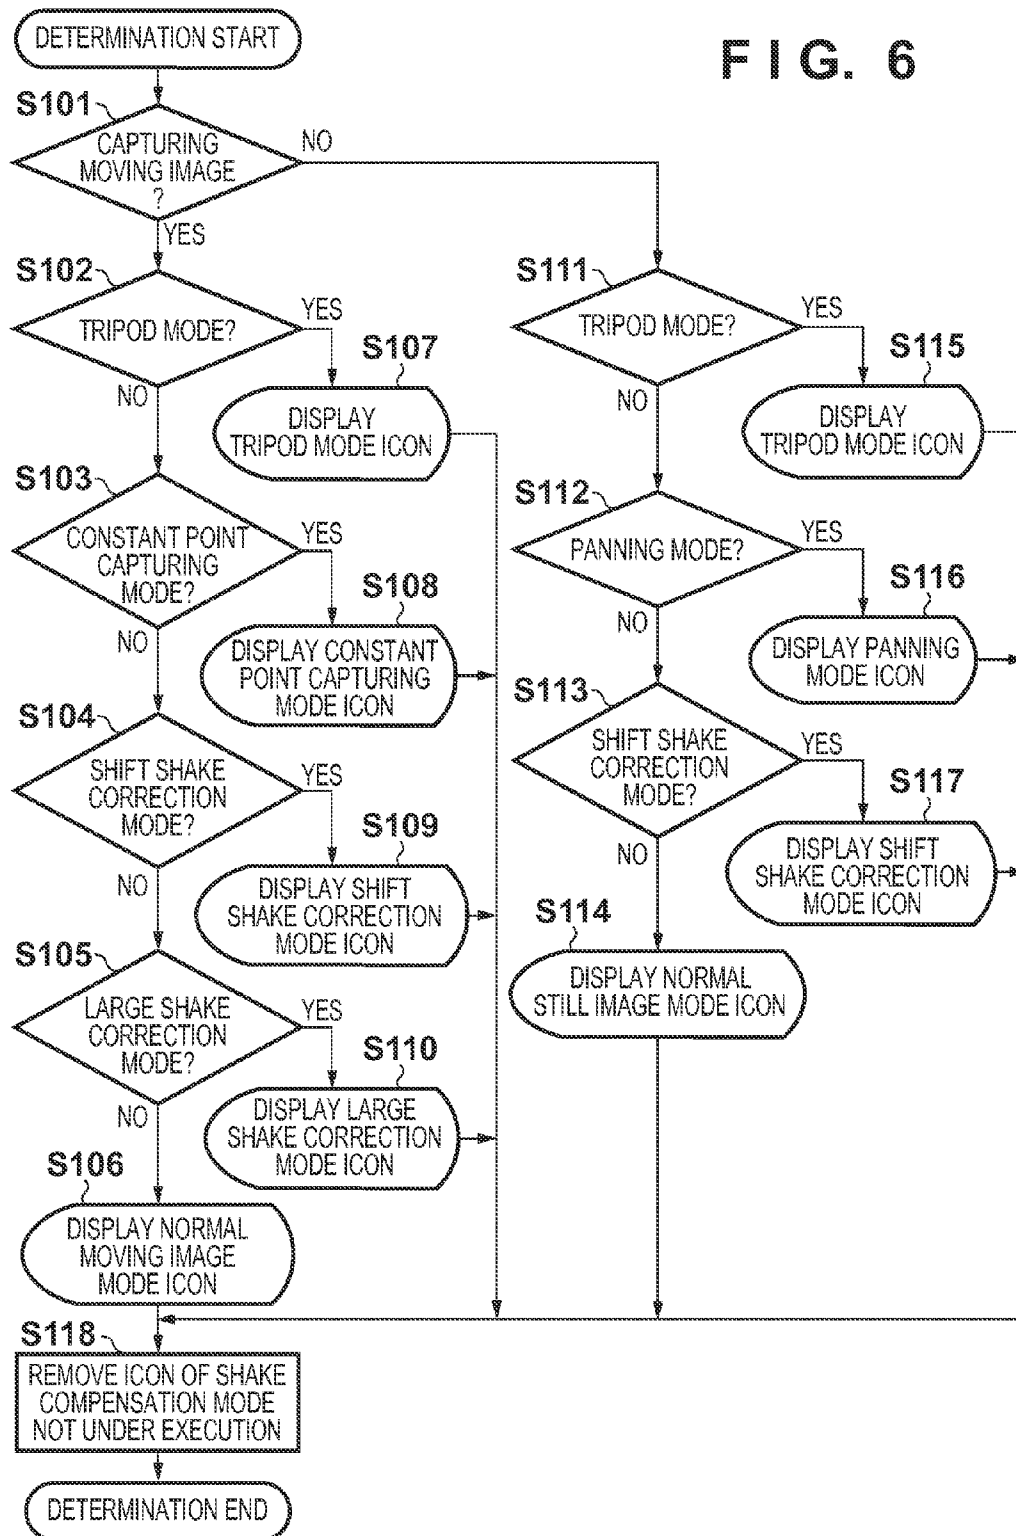 DETERMINATION START
FIG. 6
S101
CAPTURING
MOVING IMAGE
?
NO
YES
S102
TRIPOD MODE?
YES
NO
S107
DISPLAY
TRIPOD MODE ICON
S103
CONSTANT POINT
CAPTURING
MODE?
YES
NO
S108
DISPLAY CONSTANT
POINT CAPTURING
MODE ICON
S104
SHIFT SHAKE
CORRECTION
MODE?
YES
NO
S109
DISPLAY SHIFT
SHAKE CORRECTION
MODE ICON
S105
LARGE SHAKE
CORRECTION
MODE?
YES
NO
S110
DISPLAY LARGE
SHAKE CORRECTION
MODE ICON
S106
DISPLAY NORMAL
MOVING IMAGE
MODE ICON
S111
TRIPOD MODE?
YES
NO
S115
DISPLAY
TRIPOD MODE ICON
S112
PANNING MODE?
YES
NO
S116
DISPLAY PANNING
MODE ICON
S113
SHIFT SHAKE
CORRECTION
MODE?
YES
NO
S117
DISPLAY SHIFT
SHAKE CORRECTION
MODE ICON
S114
DISPLAY NORMAL
STILL IMAGE MODE ICON
S118
REMOVE ICON OF SHAKE
COMPENSATION MODE
NOT UNDER EXECUTION
DETERMINATION END